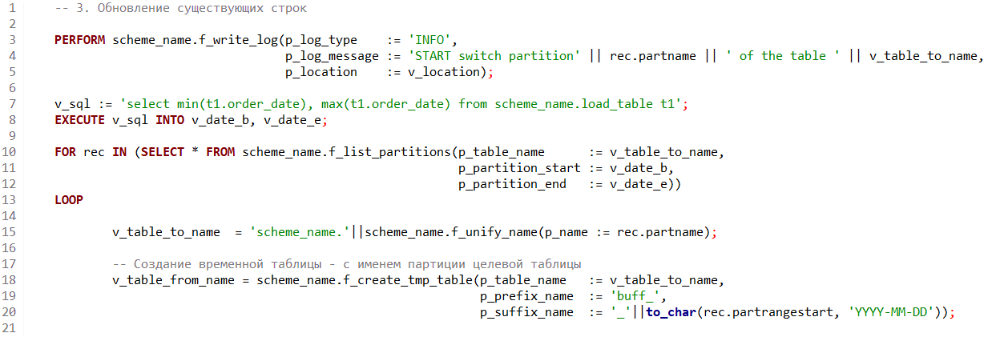 1 -- 3. Обновление существующих строк
2
3 PERFORM scheme_name.f_write_log(p_log_type    := 'INFO',
4                                 p_log_message := 'START switch partition' || rec.partname || ' of the table ' || v_table_to_name,
5                                 p_location    := v_location);
6
7 v_sql := 'select min(t1.order_date), max(t1.order_date) from scheme_name.load_table t1';
8 EXECUTE v_sql INTO v_date_b, v_date_e;
9
10 FOR rec IN (SELECT * FROM scheme_name.f_list_partitions(p_table_name      := v_table_to_name,
11                                                         p_partition_start := v_date_b,
12                                                         p_partition_end   := v_date_e))
13 LOOP
14
15         v_table_to_name  = 'scheme_name.'||scheme_name.f_unify_name(p_name := rec.partname);
16
17         -- Создание временной таблицы - с именем партиции целевой таблицы
18         v_table_from_name = scheme_name.f_create_tmp_table(p_table_name   := v_table_to_name,
19                                                            p_prefix_name  := 'buff_',
20                                                            p_suffix_name  := '_'||to_char(rec.partrangestart, 'YYYY-MM-DD'));
21